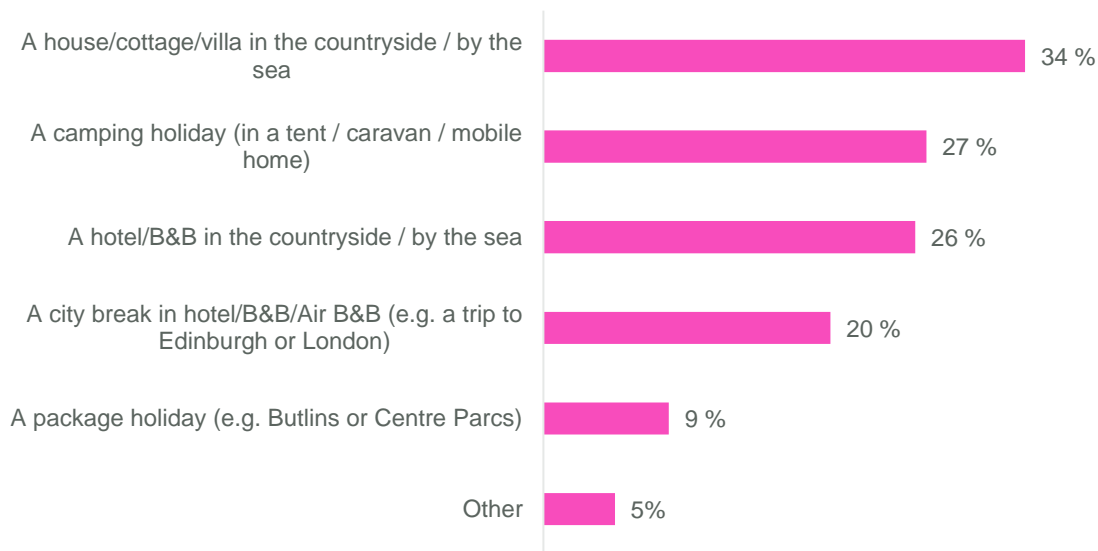 A house/cottage/villa in the countryside / by the
sea
34 %
A camping holiday (in a tent / caravan / mobile
home)
27 %
A hotel/B&B in the countryside / by the sea
26 %
A city break in hotel/B&B/Air B&B (e.g. a trip to
Edinburgh or London)
20 %
A package holiday (e.g. Butlins or Centre Parcs)
9 %
Other
5%